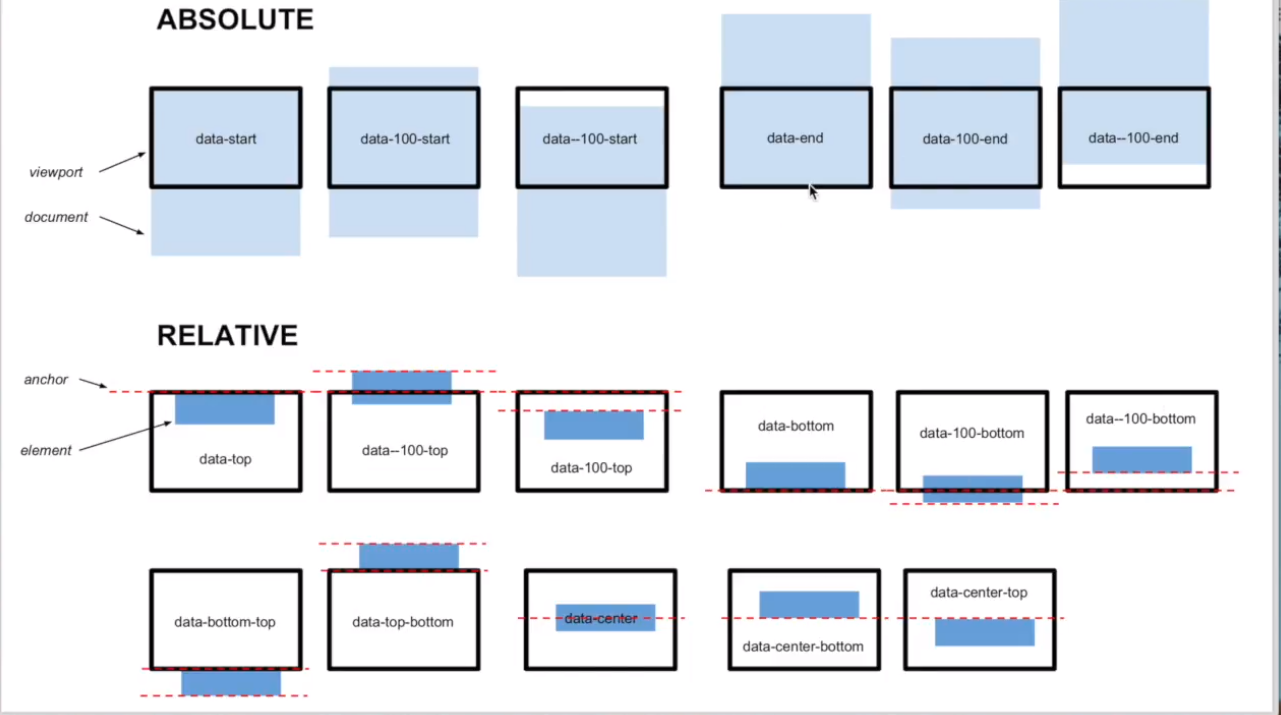 ABSOLUTE
data-start
data-100-start
data--100-start
data-end
data-100-end
data--100-end
viewport
document
RELATIVE
anchor
element
data-top
data--100-top
data-100-top
data-bottom
data-100-bottom
data--100-bottom
data-bottom-top
data-top-bottom
data-center
data-center-bottom
data-center-top